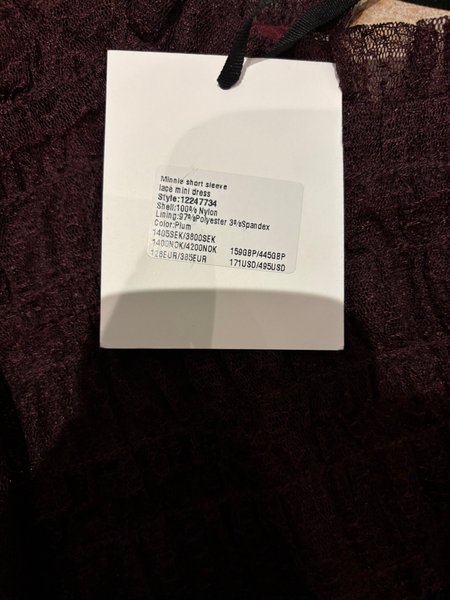 Minnie short sleeve
lace mini dress
Style:12247734
Shell:100% Nylon
Lining:97%Polyester 3%Spandex
Color:Plum
1405SEK/3800SEK
1400NOK/4200NOK 159GBP/445GBP
128EUR/385EUR 171USD/495USD